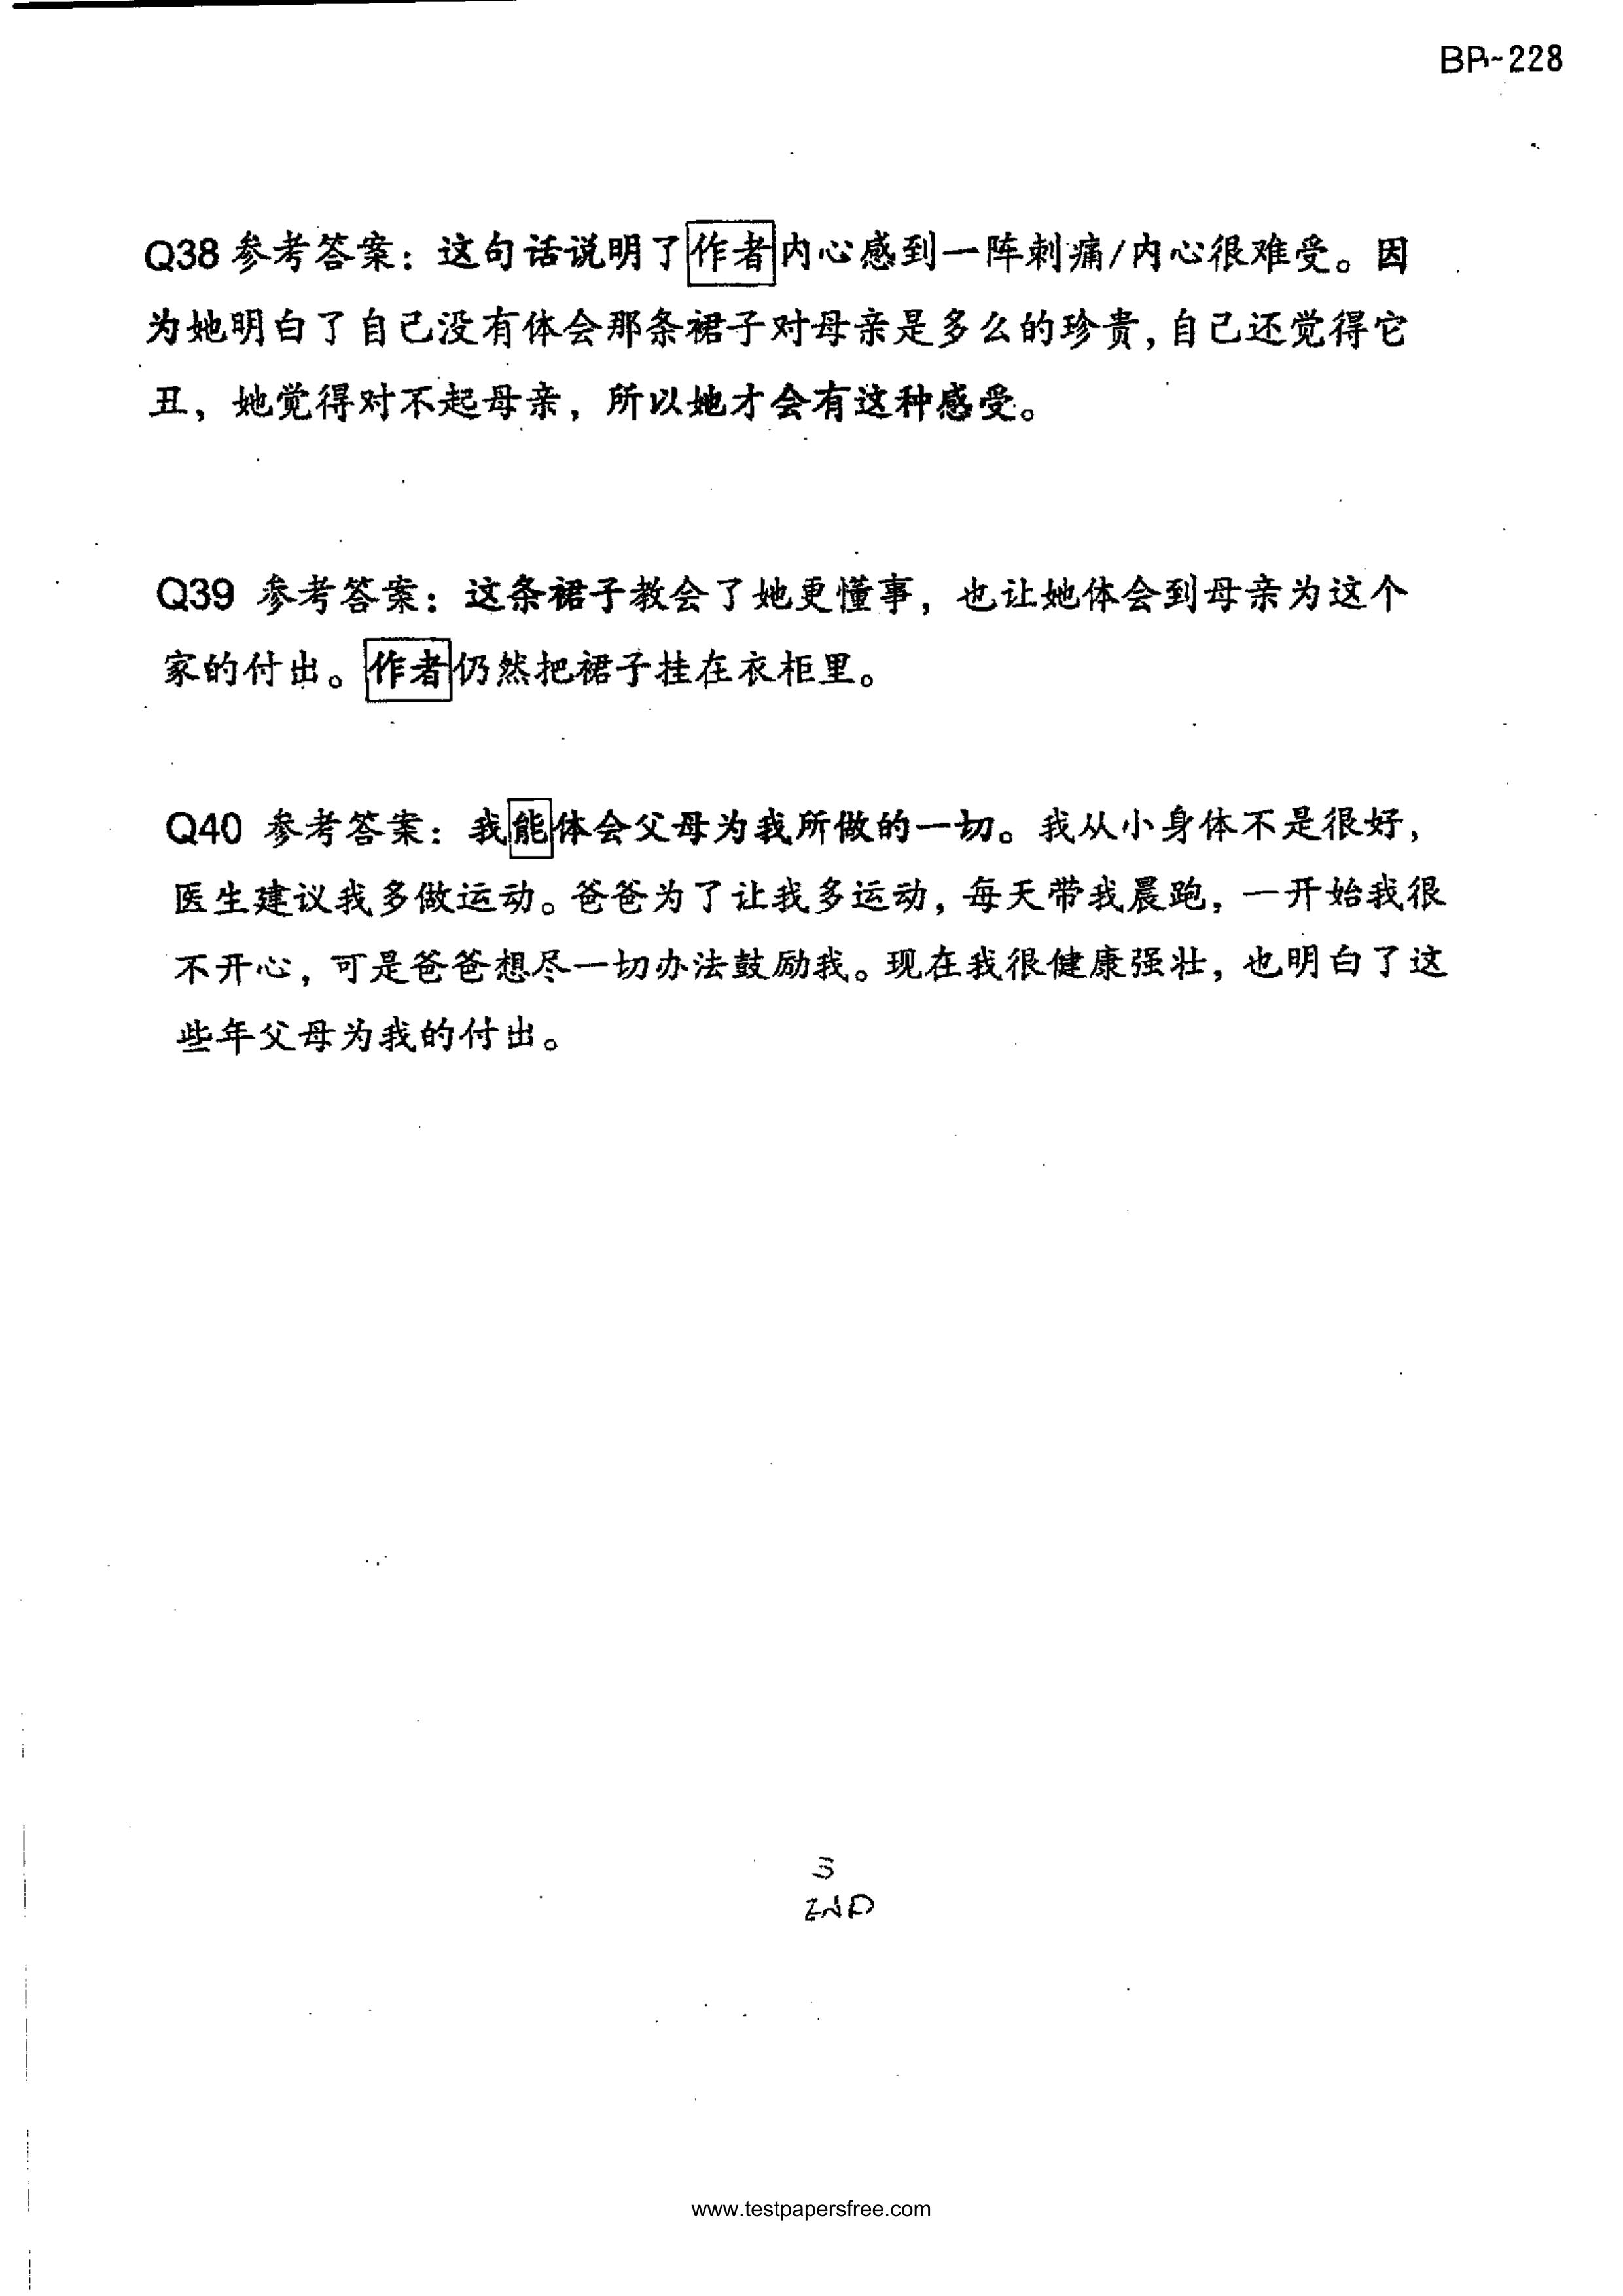 BP-228
Q38 参考答案：这句话说明了作者内心感到一阵刺痛/内心很难受。因
为她明白了自己没有体会那条裙子对母亲是多么的珍贵，自己还觉得它
丑，她觉得对不起母亲，所以她才会有这种感受。
Q39 参考答案：这条裙子教会了她更懂事，也让她体会到母亲为这个
家的付出。作者仍然把裙子挂在衣柜里。
Q40 参考答案：我能体会父母为我所做的一切。我从小身体不是很好，
医生建议我多做运动。爸爸为了让我多运动，每天带我晨跑，一开始我很
不开心，可是爸爸想尽一切办法鼓励我。现在我很健康强壮，也明白了这
些年父母为我的付出。
3
END
www.testpapersfree.com